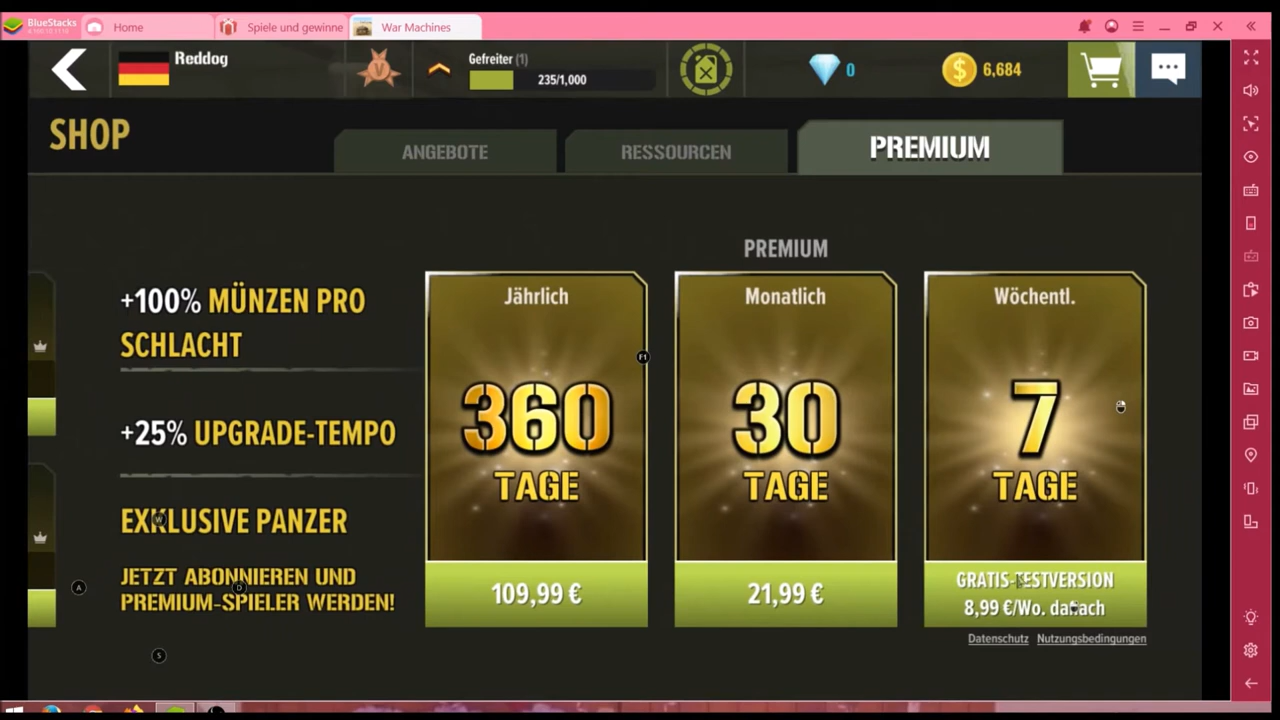 BlueStacks
Home
Spiele und gewinne
War Machines
Reddog
V
Gefreiter (1)
235/1,000
0
$
6,684
SHOP
ANGEBOTE
RESSOURCEN
PREMIUM
PREMIUM
+100% MÜNZEN PRO
SCHLACHT
+25% UPGRADE-TEMPO
EXKLUSIVE PANZER
JETZT ABONNIEREN UND
PREMIUM-SPIELER WERDEN!
Jährlich
360
TAGE
109,99 €
Monatlich
30
TAGE
21,99 €
Wöchentl.
7
TAGE
GRATIS-TESTVERSION
8,99 €/Wo. danach
Datenschutz
Nutzungsbedingungen
F1
W
A
D
S